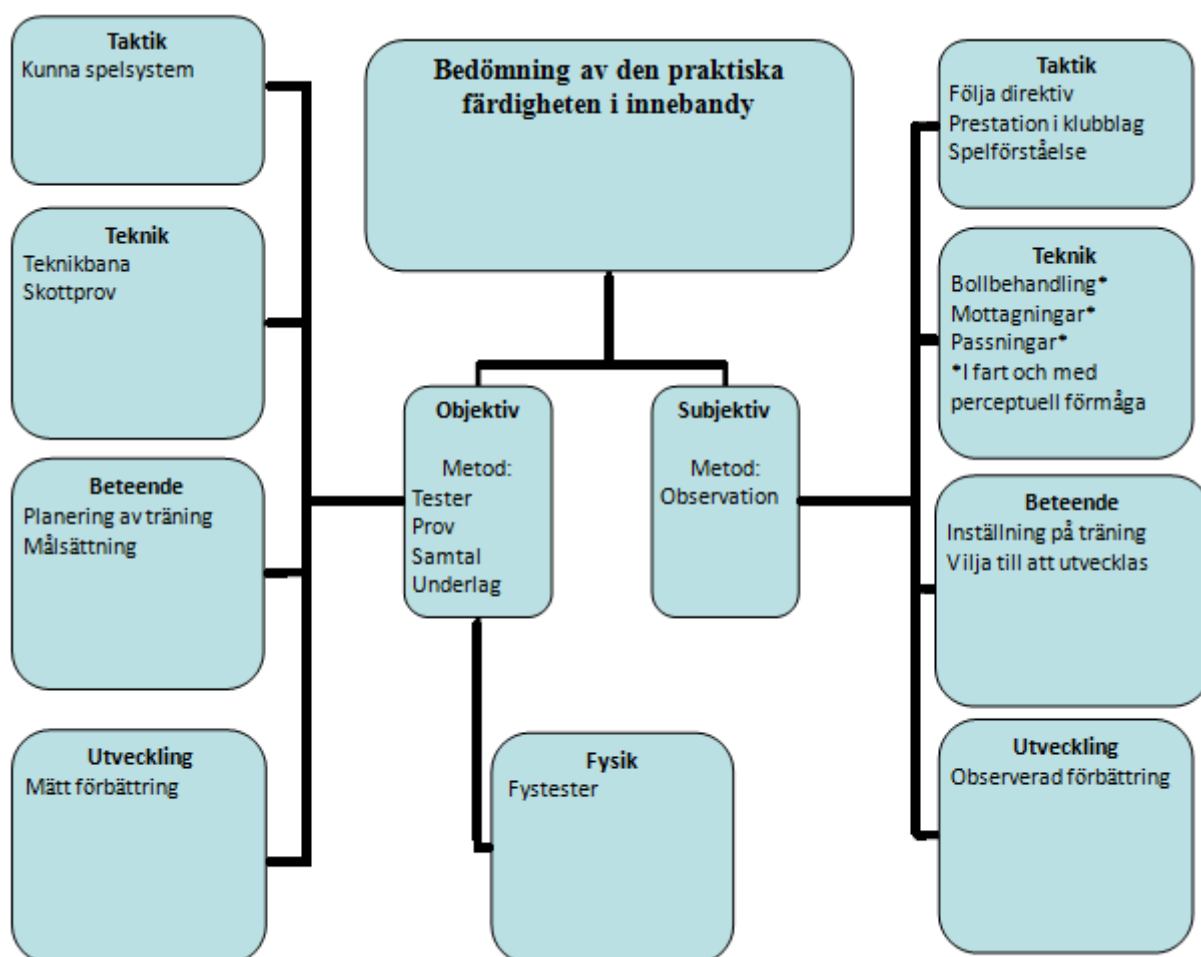 Bedömning av den praktiska
färdigheten i innebandy
Objektiv
Metod:
Tester
Prov
Samtal
Underlag
Subjektiv
Metod:
Observation
Taktik
Kunna spelsystem
Teknik
Teknikbana
Skottprov
Beteende
Planering av träning
Målsättning
Utveckling
Mätt förbättring
Fysik
Fystester
Taktik
Följa direktiv
Prestation i klubblag
Spelförståelse
Teknik
Bollbehandling*
Mottagningar*
Passningar*
*I fart och med
perceptuell förmåga
Beteende
Inställning på träning
Vilja till att utvecklas
Utveckling
Observerad förbättring